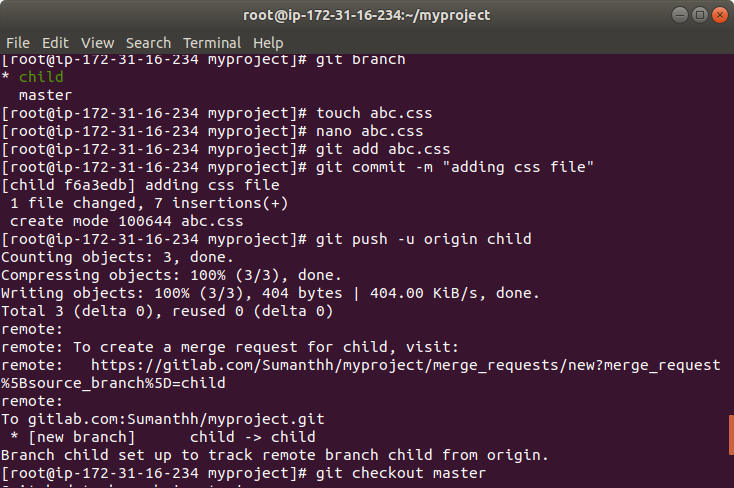 root@ip-172-31-16-234:~/myproject
File Edit View Search Terminal Help
[root@ip-172-31-16-234 myproject]# git branch
* child
  master
[root@ip-172-31-16-234 myproject]# touch abc.css
[root@ip-172-31-16-234 myproject]# nano abc.css
[root@ip-172-31-16-234 myproject]# git add abc.css
[root@ip-172-31-16-234 myproject]# git commit -m "adding css file"
[child f6a3edb] adding css file
 1 file changed, 7 insertions(+)
 create mode 100644 abc.css
[root@ip-172-31-16-234 myproject]# git push -u origin child
Counting objects: 3, done.
Compressing objects: 100% (3/3), done.
Writing objects: 100% (3/3), 404 bytes | 404.00 KiB/s, done.
Total 3 (delta 0), reused 0 (delta 0)
remote:
remote: To create a merge request for child, visit:
remote:   https://gitlab.com/Sumanthh/myproject/merge_requests/new?merge_request
%5Bsource_branch%5D=child
remote:
To gitlab.com:Sumanthh/myproject.git
 * [new branch]      child -> child
Branch child set up to track remote branch child from origin.
[root@ip-172-31-16-234 myproject]# git checkout master